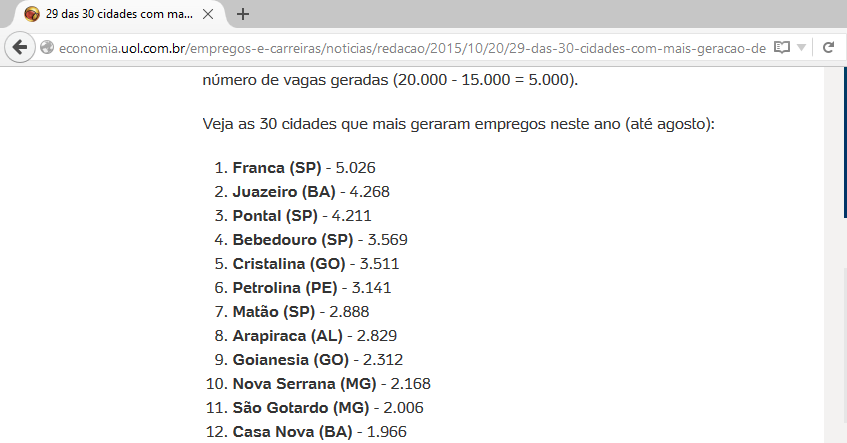 29 das 30 cidades com ma...
economia.uol.com.br/empregos-e-carreiras/noticias/redacao/2015/10/20/29-das-30-cidades-com-mais-geracao-de
número de vagas geradas (20.000 - 15.000 = 5.000).
Veja as 30 cidades que mais geraram empregos neste ano (até agosto):
1. Franca (SP) - 5.026
2. Juazeiro (BA) - 4.268
3. Pontal (SP) - 4.211
4. Bebedouro (SP) - 3.569
5. Cristalina (GO) - 3.511
6. Petrolina (PE) - 3.141
7. Matão (SP) - 2.888
8. Arapiraca (AL) - 2.829
9. Goianesia (GO) - 2.312
10. Nova Serrana (MG) - 2.168
11. São Gotardo (MG) - 2.006
12. Casa Nova (BA) - 1.966